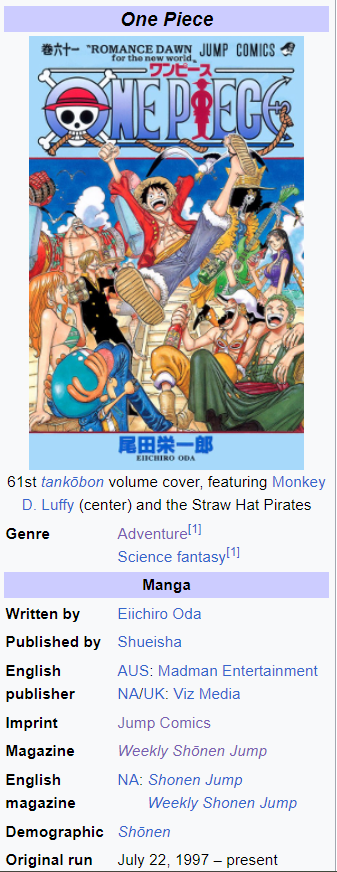 One Piece
巻六十一 "ROMANCE DAWN for the new world" JUMP COMICS
ワンピース
ONE PIECE
尾田栄一郎
EIICHIRO ODA
61st tankōbon volume cover, featuring Monkey
D. Luffy (center) and the Straw Hat Pirates
Genre Adventure[1]
Science fantasy[1]
Manga
Written by Eiichiro Oda
Published by Shueisha
English publisher AUS: Madman Entertainment
NA/UK: Viz Media
Imprint Jump Comics
Magazine Weekly Shōnen Jump
English magazine NA: Shonen Jump
Weekly Shonen Jump
Demographic Shōnen
Original run July 22, 1997 – present